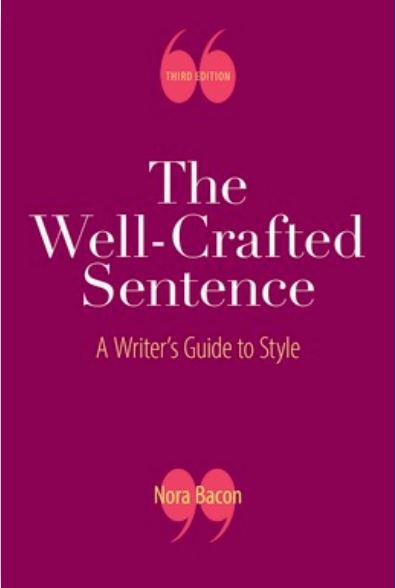 THIRD EDITION
The
Well-Crafted
Sentence
A Writer's Guide to Style
Nora Bacon